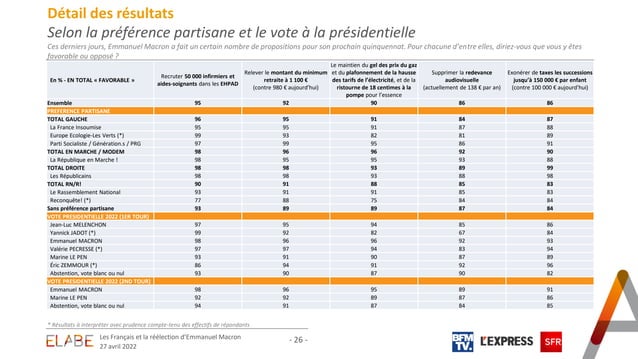 Détail des résultats
Selon la préférence partisane et le vote à la présidentielle
Ces derniers jours, Emmanuel Macron a fait un certain nombre de propositions pour son prochain quinquennat. Pour chacune d'entre elles, diriez-vous que vous y êtes
favorable ou opposé ?
En % - EN TOTAL « FAVORABLE » Recruter 50 000 infirmiers et aides-soignants dans les EHPAD Relever le montant du minimum retraite à 1 100 € (contre 980 € aujourd'hui) Le maintien du gel des prix du gaz et du plafonnement de la hausse des tarifs de l'électricité, et de la ristourne de 18 centimes à la pompe pour l'essence Supprimer la redevance audiovisuelle (actuellement de 138 € par an) Exonérer de taxes les successions jusqu'à 150 000 € par enfant (contre 100 000 € aujourd'hui)
Ensemble 95 92 90 86 86
PREFERENCE PARTISANE
TOTAL GAUCHE 96 95 91 84 87
La France Insoumise 95 95 91 87 88
Europe Ecologie-Les Verts (*) 99 93 82 81 89
Parti Socialiste / Génération.s / PRG 97 99 95 86 91
TOTAL EN MARCHE / MODEM 98 96 96 92 90
La République en Marche ! 98 95 95 93 88
TOTAL DROITE 98 98 93 89 99
Les Républicains 98 98 93 88 98
TOTAL RN/R! 90 91 88 85 83
Le Rassemblement National 93 91 91 85 83
Reconquête! (*) 77 88 75 84 84
Sans préférence partisane 93 89 89 87 84
VOTE PRESIDENTIELLE 2022 (1ER TOUR)
Jean-Luc MELENCHON 97 95 94 85 86
Yannick JADOT (*) 99 92 82 67 84
Emmanuel MACRON 98 96 96 92 93
Valérie PECRESSE (*) 97 97 94 83 94
Marine LE PEN 93 91 90 89 87
Éric ZEMMOUR (*) 86 94 91 92 96
Abstention, vote blanc ou nul 93 90 87 90 82
VOTE PRESIDENTIELLE 2022 (2ND TOUR)
Emmanuel MACRON 98 96 95 89 91
Marine LE PEN 92 92 89 87 86
Abstention, vote blanc ou nul 94 91 87 84 85
* Résultats à interpréter avec prudence compte-tenu des effectifs de répondants
ELABE
Les Français et la réélection d'Emmanuel Macron
27 avril 2022
- 26 -
BFM TV.
L'EXPRESS
SFR